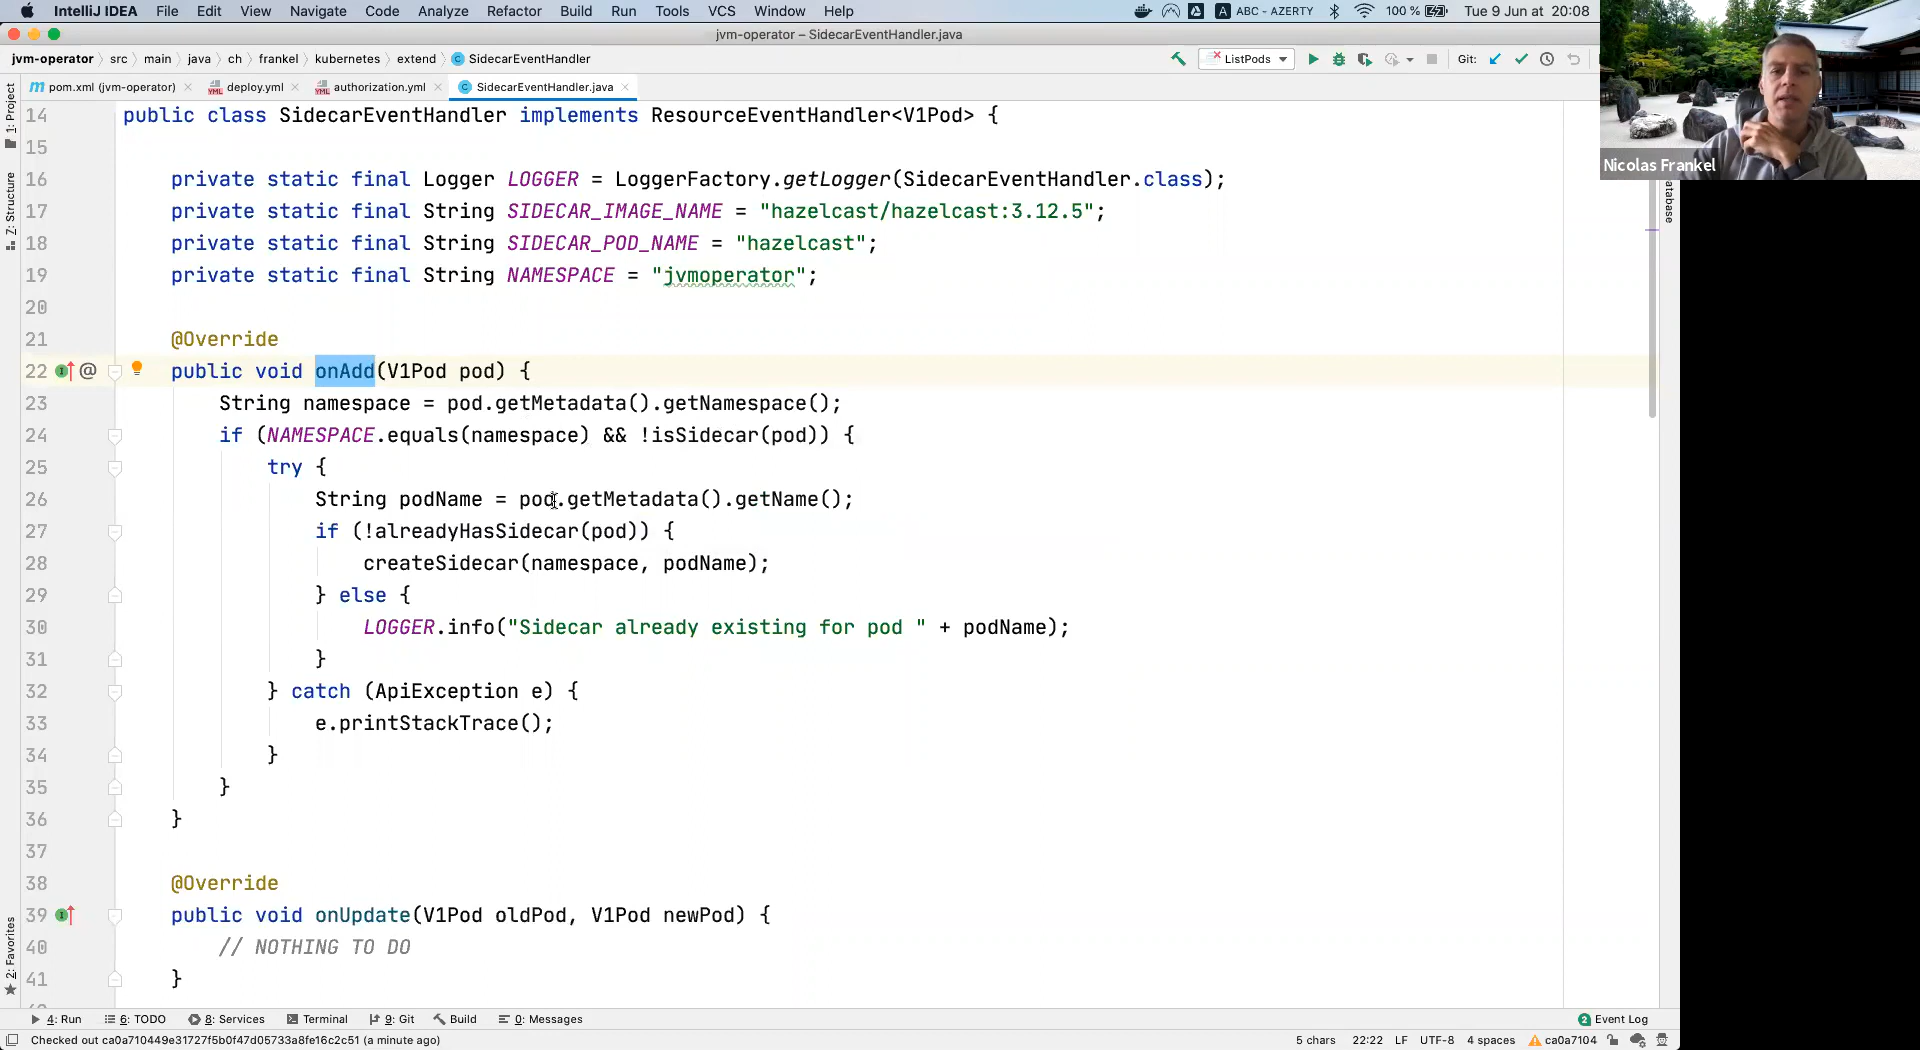 IntelliJ IDEA File Edit View Navigate Code Analyze Refactor Build Run Tools VCS Window Help A ABC - AZERTY 100 % Tue 9 Jun at 20:08
jvm-operator – SidecarEventHandler.java
jvm-operator src main java ch frankel kubernetes extend SidecarEventHandler ListPods Git:
pom.xml (jvm-operator) deploy.yml authorization.yml SidecarEventHandler.java
1: Project
Z: Structure
2: Favorites
14 public class SidecarEventHandler implements ResourceEventHandler<V1Pod> {
15
16 private static final Logger LOGGER = LoggerFactory.getLogger(SidecarEventHandler.class);
17 private static final String SIDECAR_IMAGE_NAME = "hazelcast/hazelcast:3.12.5";
18 private static final String SIDECAR_POD_NAME = "hazelcast";
19 private static final String NAMESPACE = "jvmoperator";
20
21 @Override
22 @ public void onAdd(V1Pod pod) {
23 String namespace = pod.getMetadata().getNamespace();
24 if (NAMESPACE.equals(namespace) && !isSidecar(pod)) {
25 try {
26 String podName = pod.getMetadata().getName();
27 if (!alreadyHasSidecar(pod)) {
28 createSidecar(namespace, podName);
29 } else {
30 LOGGER.info("Sidecar already existing for pod " + podName);
31 }
32 } catch (ApiException e) {
33 e.printStackTrace();
34 }
35 }
36 }
37
38 @Override
39 public void onUpdate(V1Pod oldPod, V1Pod newPod) {
40 // NOTHING TO DO
41 }
Nicolas Frankel
4: Run 6: TODO 8: Services Terminal 9: Git Build 0: Messages 2 Event Log
Checked out ca0a710449e31727f5b0f47d05733a8fe16c2c51 (a minute ago) 5 chars 22:22 LF UTF-8 4 spaces ca0a7104